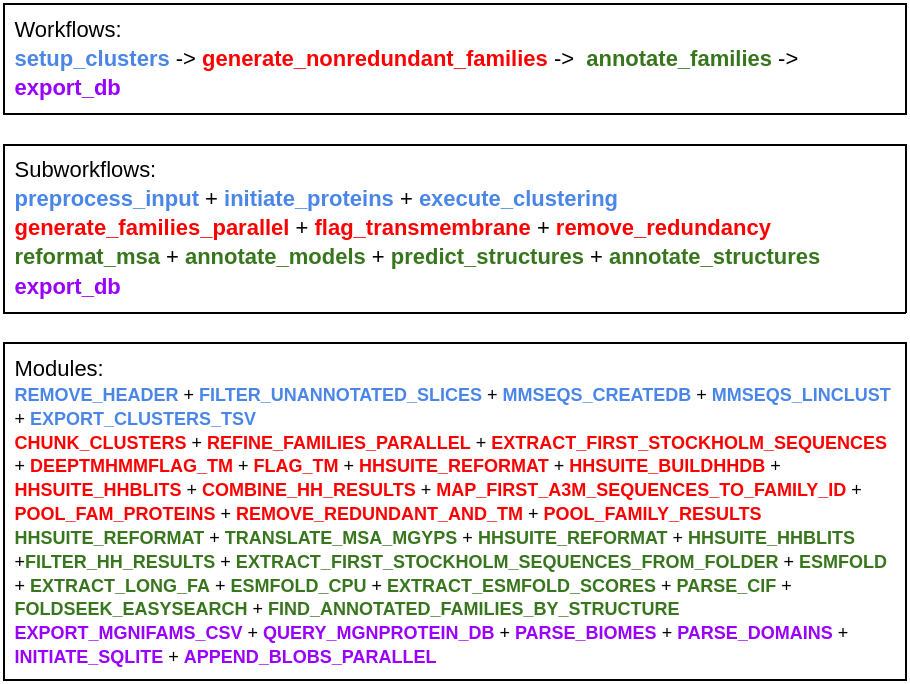 Workflows:
setup_clusters -> generate_nonredundant_families -> annotate_families ->
export_db
Subworkflows:
preprocess_input + initiate_proteins + execute_clustering
generate_families_parallel + flag_transmembrane + remove_redundancy
reformat_msa + annotate_models + predict_structures + annotate_structures
export_db
Modules:
REMOVE_HEADER + FILTER_UNANNOTATED_SLICES + MMSEQS_CREATEDB + MMSEQS_LINCLUST
+ EXPORT_CLUSTERS_TSV
CHUNK_CLUSTERS + REFINE_FAMILIES_PARALLEL + EXTRACT_FIRST_STOCKHOLM_SEQUENCES
+ DEEPTMHMMFLAG_TM + FLAG_TM + HHSUITE_REFORMAT + HHSUITE_BUILDHHDB +
HHSUITE_HHBLITS + COMBINE_HH_RESULTS + MAP_FIRST_A3M_SEQUENCES_TO_FAMILY_ID +
POOL_FAM_PROTEINS + REMOVE_REDUNDANT_AND_TM + POOL_FAMILY_RESULTS
HHSUITE_REFORMAT + TRANSLATE_MSA_MGYPS + HHSUITE_REFORMAT + HHSUITE_HHBLITS
+FILTER_HH_RESULTS + EXTRACT_FIRST_STOCKHOLM_SEQUENCES_FROM_FOLDER + ESMFOLD
+ EXTRACT_LONG_FA + ESMFOLD_CPU + EXTRACT_ESMFOLD_SCORES + PARSE_CIF +
FOLDSEEK_EASYSEARCH + FIND_ANNOTATED_FAMILIES_BY_STRUCTURE
EXPORT_MGNIFAMS_CSV + QUERY_MGNPROTEIN_DB + PARSE_BIOMES + PARSE_DOMAINS +
INITIATE_SQLITE + APPEND_BLOBS_PARALLEL